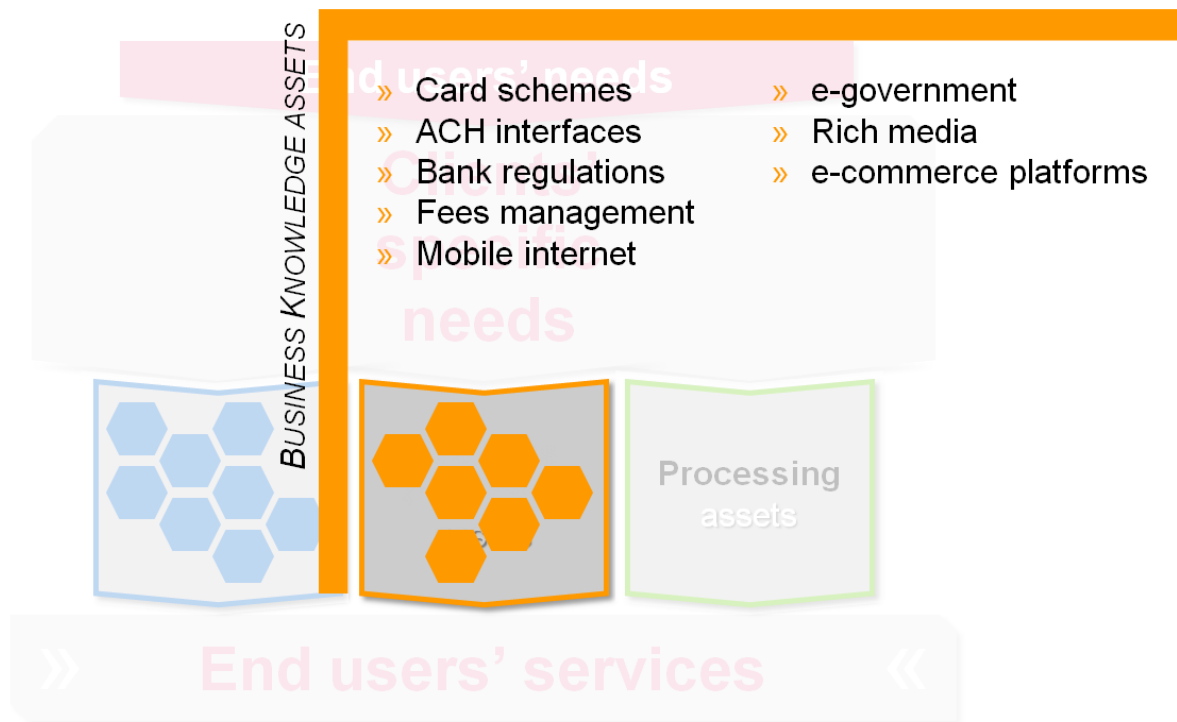 BUSINESS KNOWLEDGE ASSETS
End users' needs
» Card schemes
» ACH interfaces
» Bank regulations
» Fees management
» Mobile internet
» e-government
» Rich media
» e-commerce platforms
Clients'
specific
needs
Processing
assets
» End users' services «